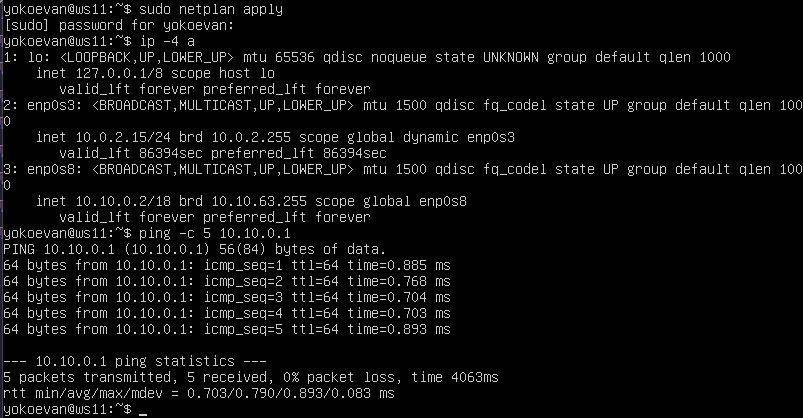 yokoevan@ws11:~$ sudo netplan apply
[sudo] password for yokoevan:
yokoevan@ws11:~$ ip -4 a
1: lo: <LOOPBACK,UP,LOWER_UP> mtu 65536 qdisc noqueue state UNKNOWN group default qlen 1000
    inet 127.0.0.1/8 scope host lo
       valid_lft forever preferred_lft forever
2: enp0s3: <BROADCAST,MULTICAST,UP,LOWER_UP> mtu 1500 qdisc fq_codel state UP group default qlen 100
0
    inet 10.0.2.15/24 brd 10.0.2.255 scope global dynamic enp0s3
       valid_lft 86394sec preferred_lft 86394sec
3: enp0s8: <BROADCAST,MULTICAST,UP,LOWER_UP> mtu 1500 qdisc fq_codel state UP group default qlen 100
0
    inet 10.10.0.2/18 brd 10.10.63.255 scope global enp0s8
       valid_lft forever preferred_lft forever
yokoevan@ws11:~$ ping -c 5 10.10.0.1
PING 10.10.0.1 (10.10.0.1) 56(84) bytes of data.
64 bytes from 10.10.0.1: icmp_seq=1 ttl=64 time=0.885 ms
64 bytes from 10.10.0.1: icmp_seq=2 ttl=64 time=0.768 ms
64 bytes from 10.10.0.1: icmp_seq=3 ttl=64 time=0.704 ms
64 bytes from 10.10.0.1: icmp_seq=4 ttl=64 time=0.703 ms
64 bytes from 10.10.0.1: icmp_seq=5 ttl=64 time=0.893 ms

--- 10.10.0.1 ping statistics ---
5 packets transmitted, 5 received, 0% packet loss, time 4063ms
rtt min/avg/max/mdev = 0.703/0.790/0.893/0.083 ms
yokoevan@ws11:~$ _